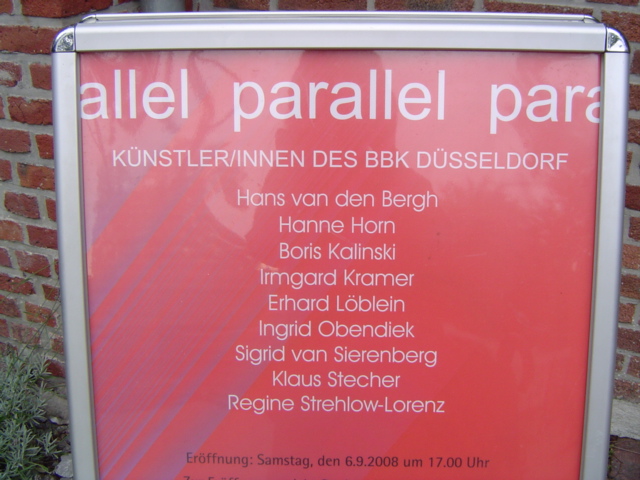 allel parallel para
KÜNSTLER/INNEN DES BBK DÜSSELDORF
Hans van den Bergh
Hanne Horn
Boris Kalinski
Irmgard Kramer
Erhard Löblein
Ingrid Obendiek
Sigrid van Sierenberg
Klaus Stecher
Regine Strehlow-Lorenz
Eröffnung: Samstag, den 6.9.2008 um 17.00 Uhr